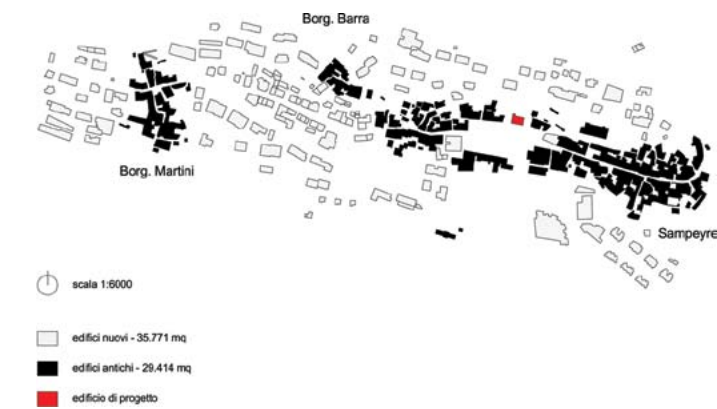 Borg. Barra
Borg. Martini
Sampeyre
scala 1:6000
edifici nuovi - 35.771 mq
edifici antichi - 29.414 mq
edificio di progetto